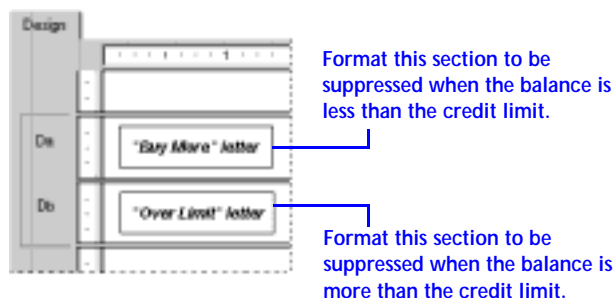 Design
1
Format this section to be
suppressed when the balance is
less than the credit limit.
Da
"Buy More" letter
Db
"Over Limit" letter
Format this section to be
suppressed when the balance is
more than the credit limit.